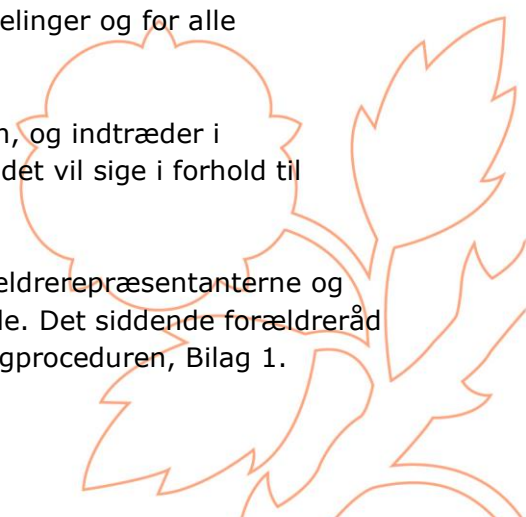 elinger og for alle
n, og indtræder i
det vil sige i forhold til
eldrerepræsentanterne og
le. Det siddende forældreråd
gproceduren, Bilag 1.